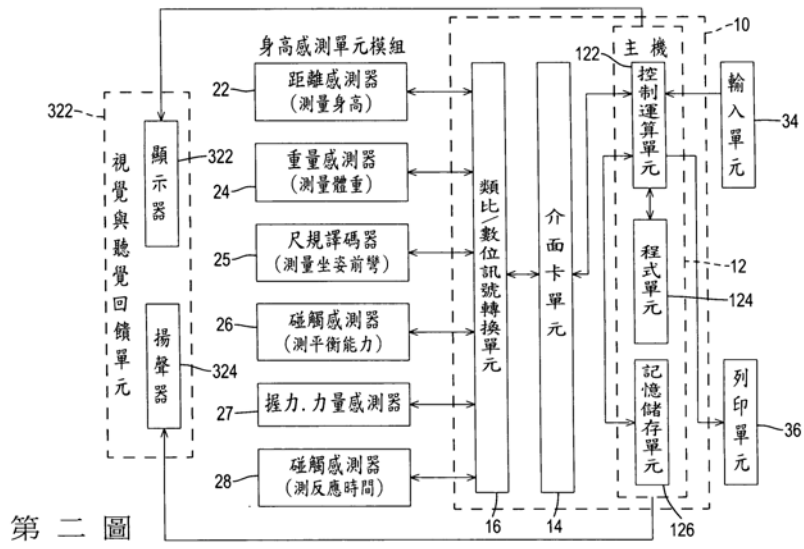 身高感測單元模組
22
距離感測器
(測量身高)
24
重量感測器
(測量體重)
25
尺規譯碼器
(測量坐姿前彎)
26
碰觸感測器
(測平衡能力)
27
握力.力量感測器
28
碰觸感測器
(測反應時間)
322
視覺與聽覺回饋單元
顯示器
322
揚聲器
324
類比/數位訊號轉換單元
16
介面卡單元
14
主機
10
122
控制運算單元
程式單元
124
12
記憶儲存單元
126
輸入單元
34
列印單元
36
第二圖